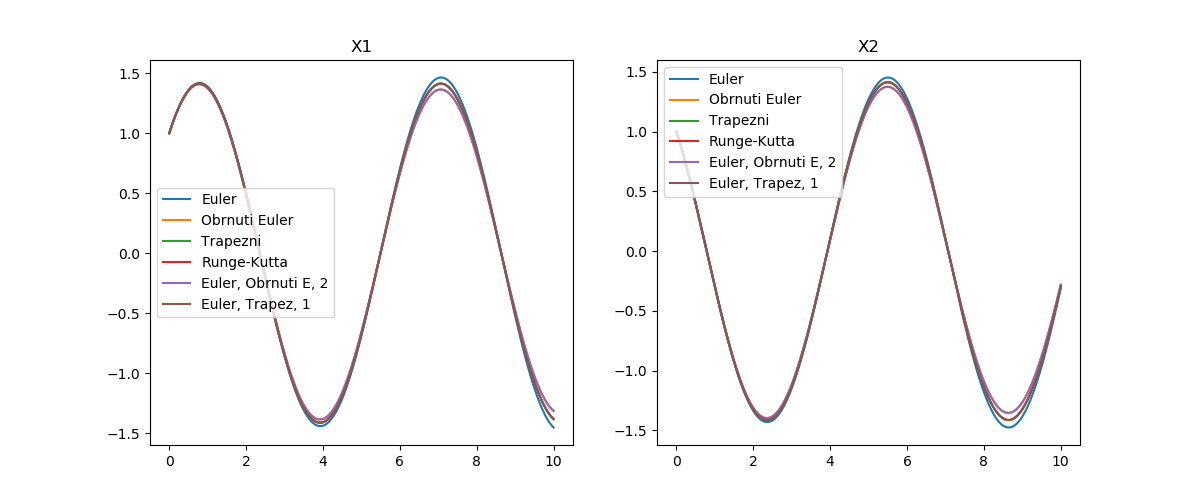 X1
1.5
1.0
0.5
0.0
−0.5
−1.0
−1.5
0 2 4 6 8 10
Euler
Obrnuti Euler
Trapezni
Runge-Kutta
Euler, Obrnuti E, 2
Euler, Trapez, 1
X2
1.5
1.0
0.5
0.0
−0.5
−1.0
−1.5
0 2 4 6 8 10
Euler
Obrnuti Euler
Trapezni
Runge-Kutta
Euler, Obrnuti E, 2
Euler, Trapez, 1